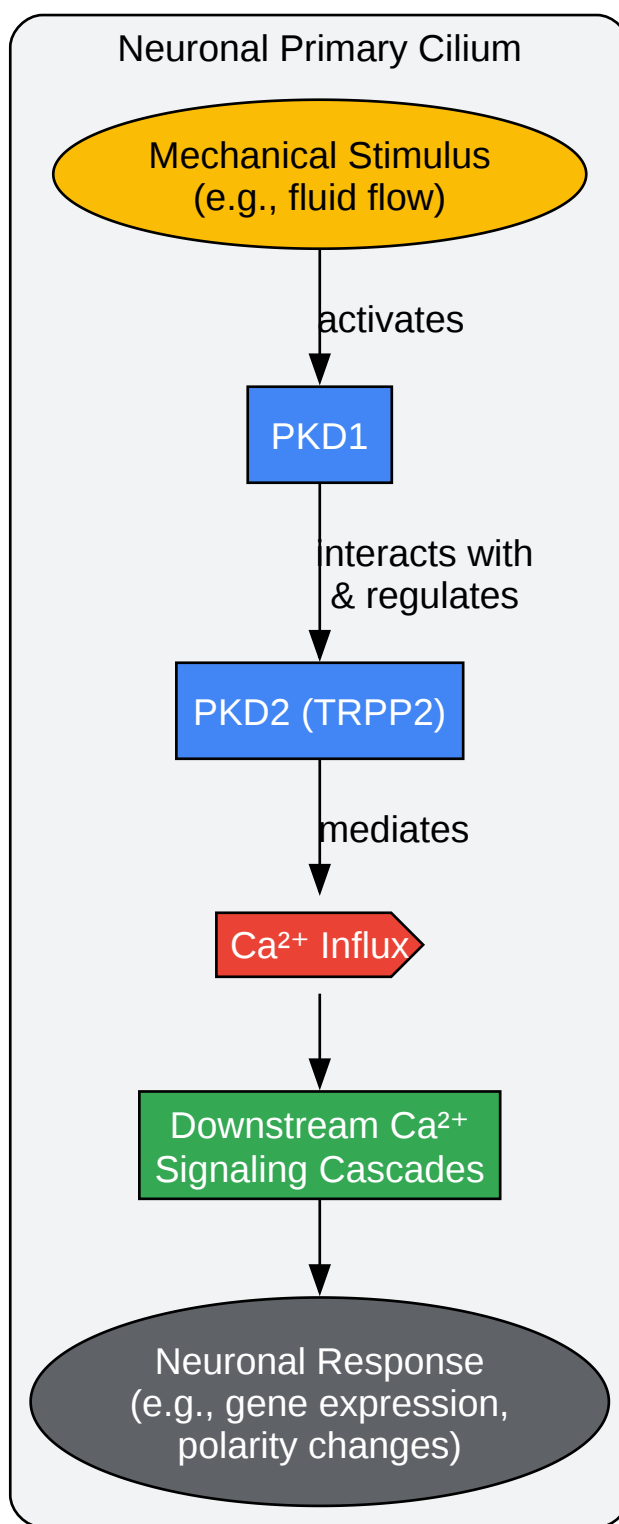 Neuronal Primary Cilium
Mechanical Stimulus
(e.g., fluid flow)
activates
PKD1
interacts with
& regulates
PKD2 (TRPP2)
mediates
Ca²⁺ Influx
Downstream Ca²⁺
Signaling Cascades
Neuronal Response
(e.g., gene expression,
polarity changes)